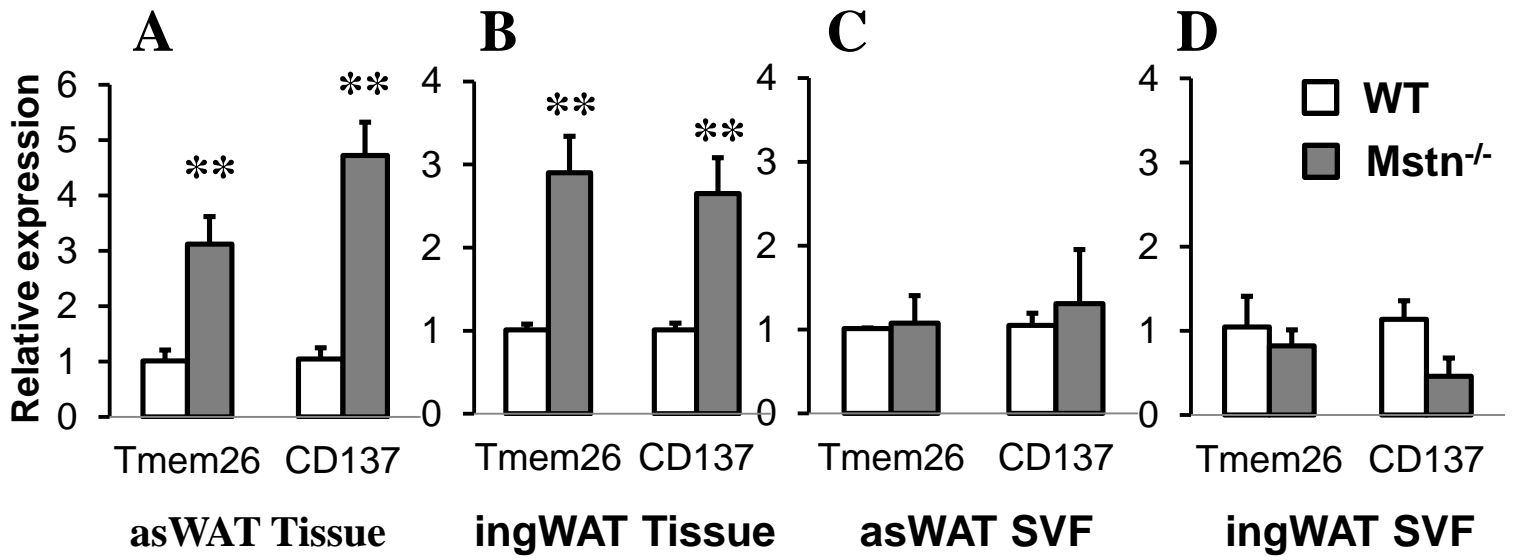 A
B
C
D
Relative expression
6
5
4
3
2
1
0
**
**
Tmem26 CD137
asWAT Tissue
4
3
2
1
0
**
**
Tmem26 CD137
ingWAT Tissue
4
3
2
1
0
Tmem26 CD137
asWAT SVF
4
3
2
1
0
WT
Mstn-/-
Tmem26 CD137
ingWAT SVF